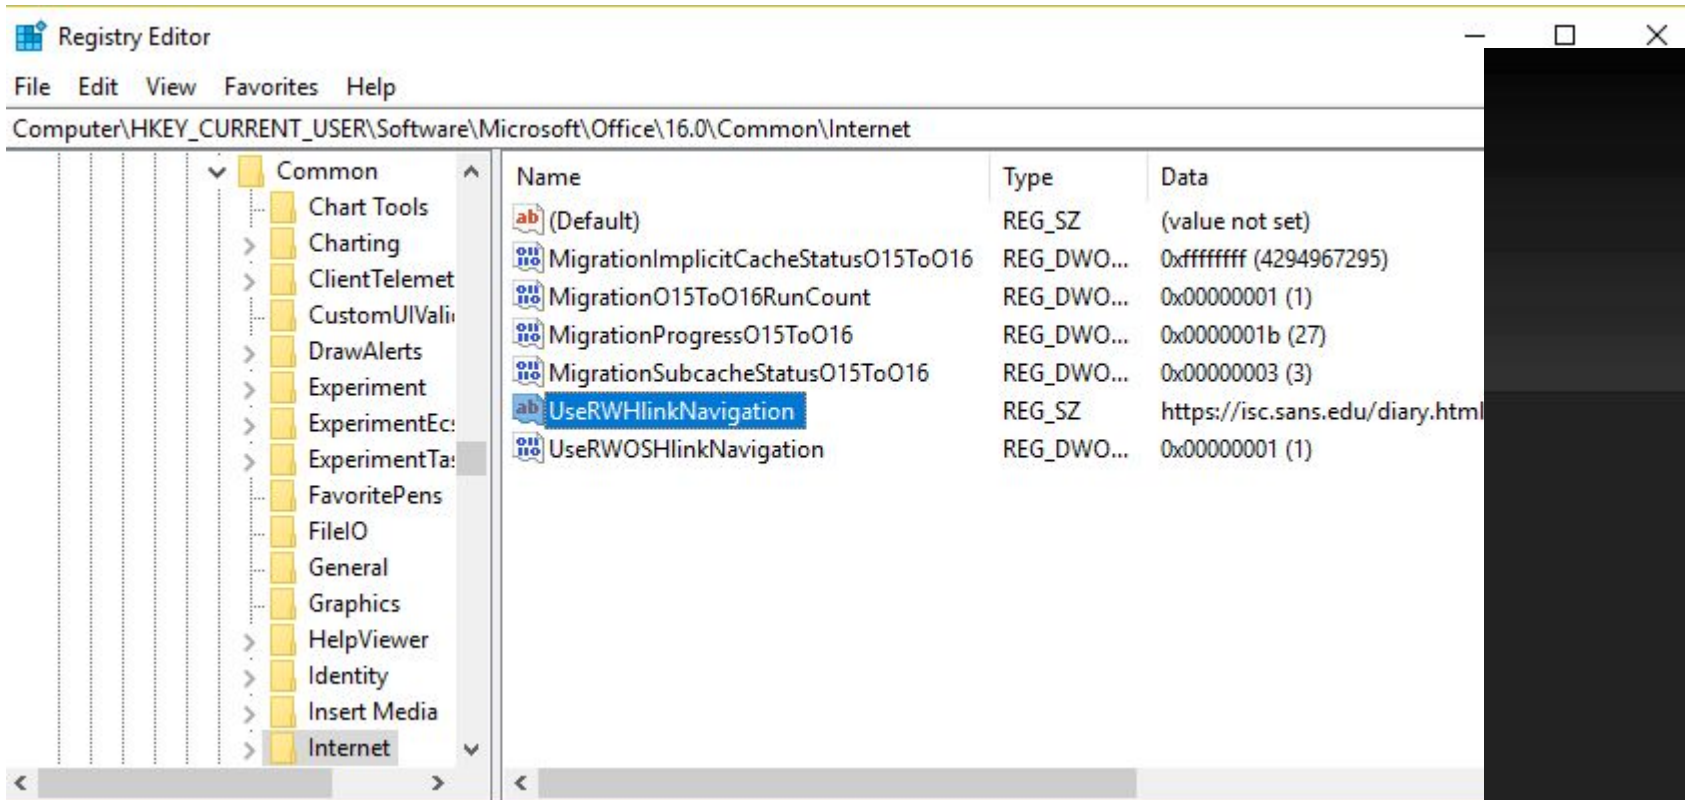 Registry Editor
File Edit View Favorites Help
Computer\HKEY_CURRENT_USER\Software\Microsoft\Office\16.0\Common\Internet
Common
Chart Tools
Charting
ClientTelemet
CustomUIVali
DrawAlerts
Experiment
ExperimentEc
ExperimentTa
FavoritePens
FileIO
General
Graphics
HelpViewer
Identity
Insert Media
Internet
Name Type Data
(Default) REG_SZ (value not set)
MigrationImplicitCacheStatusO15ToO16 REG_DWO... 0xffffffff (4294967295)
MigrationO15ToO16RunCount REG_DWO... 0x00000001 (1)
MigrationProgressO15ToO16 REG_DWO... 0x0000001b (27)
MigrationSubcacheStatusO15ToO16 REG_DWO... 0x00000003 (3)
UseRWHlinkNavigation REG_SZ https://isc.sans.edu/diary.html
UseRWOSHlinkNavigation REG_DWO... 0x00000001 (1)